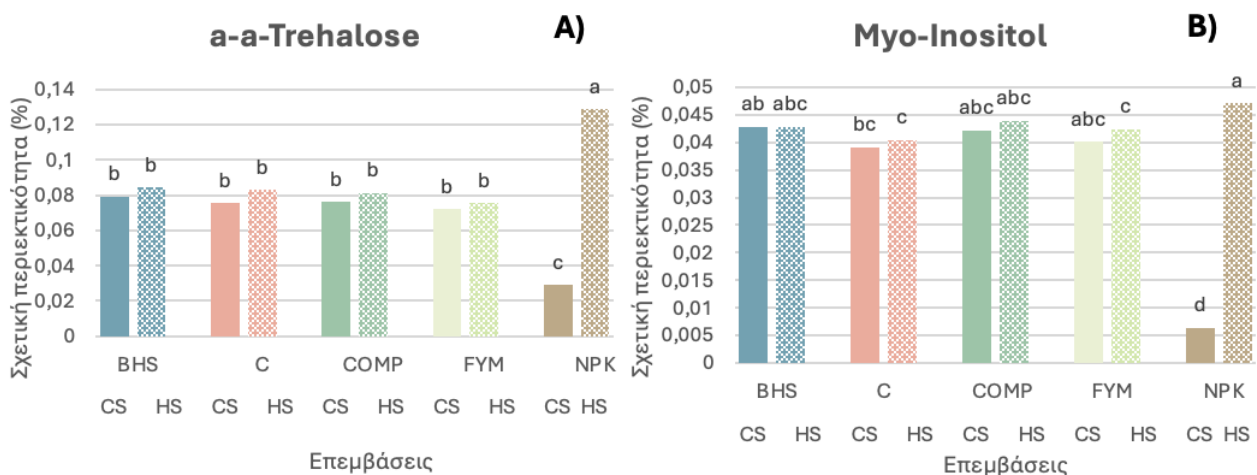 a-a-Trehalose
A)
Σχετική περιεκτικότητα (%)
0,14
0,12
0,1
0,08
0,06
0,04
0,02
0
b b b b b b b b c a
BHS C COMP FYM NPK
CS HS CS HS CS HS CS HS CS HS
Επεμβάσεις
Myo-Inositol
B)
Σχετική περιεκτικότητα (%)
0,05
0,045
0,04
0,035
0,03
0,025
0,02
0,015
0,01
0,005
0
ab abc bc c abc abc abc c d a
BHS C COMP FYM NPK
CS HS CS HS CS HS CS HS CS HS
Επεμβάσεις